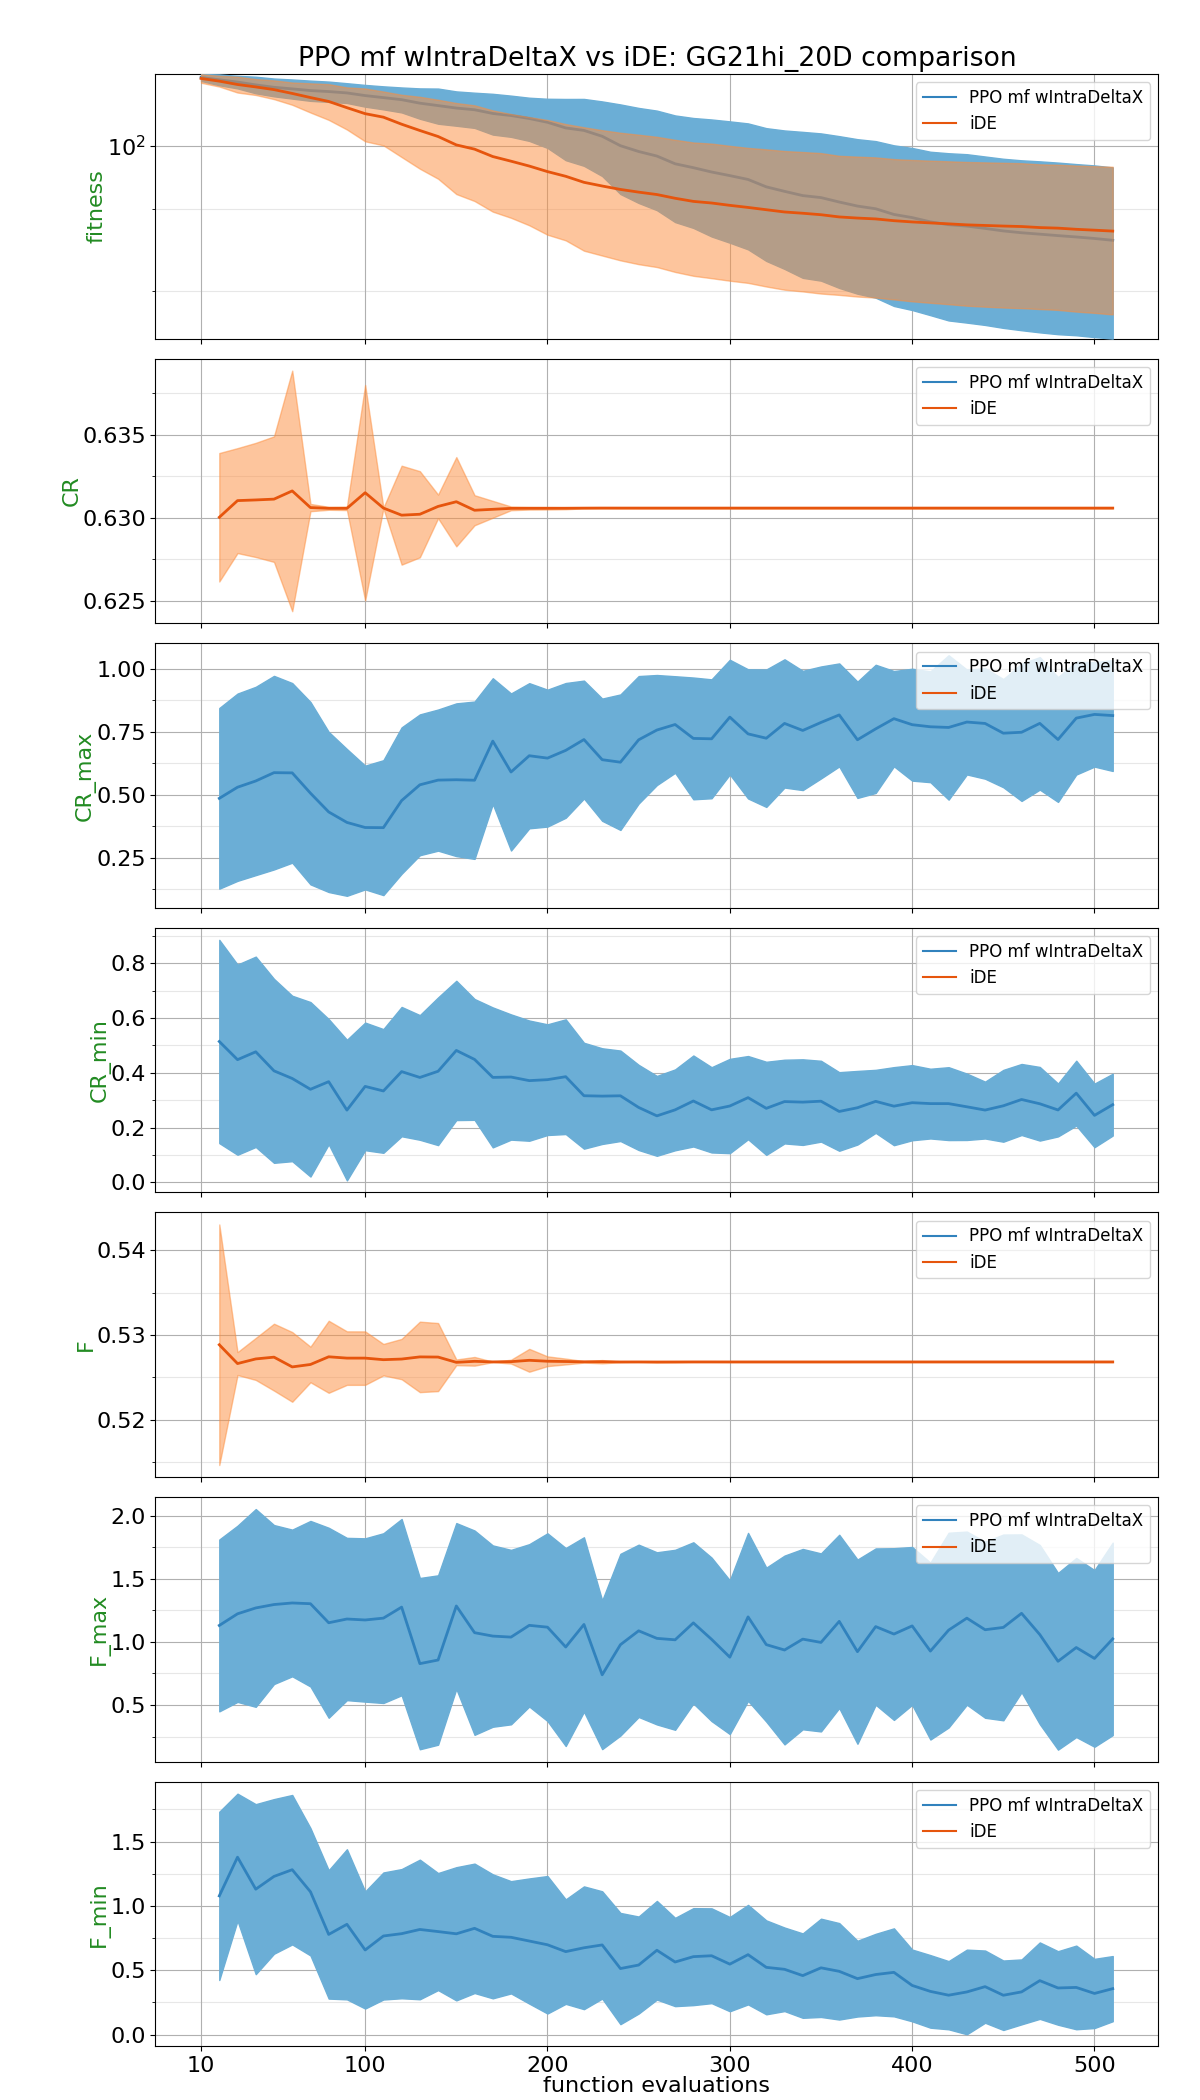 PPO mf wIntraDeltaX vs iDE: GG21hi_20D comparison
PPO mf wIntraDeltaX
iDE
10²
fitness
PPO mf wIntraDeltaX
iDE
0.635
0.630
0.625
CR
PPO mf wIntraDeltaX
iDE
1.00
0.75
0.50
0.25
CR_max
PPO mf wIntraDeltaX
iDE
0.8
0.6
0.4
0.2
0.0
CR_min
PPO mf wIntraDeltaX
iDE
0.54
0.53
0.52
F
PPO mf wIntraDeltaX
iDE
2.0
1.5
1.0
0.5
F_max
PPO mf wIntraDeltaX
iDE
1.5
1.0
0.5
0.0
F_min
10 100 200 300 400 500
function evaluations